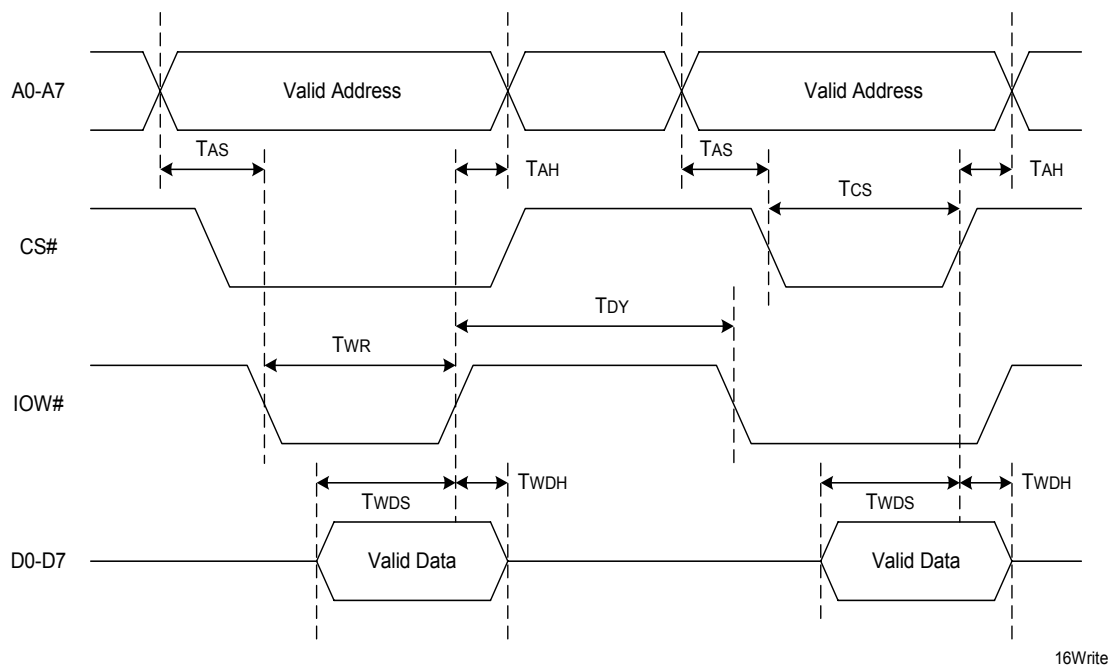 A0-A7
Valid Address
Valid Address
TAS
TAH
TAS
TAH
TCS
CS#
TDY
TWR
IOW#
TWDS
TWDH
TWDS
TWDH
D0-D7
Valid Data
Valid Data
16Write